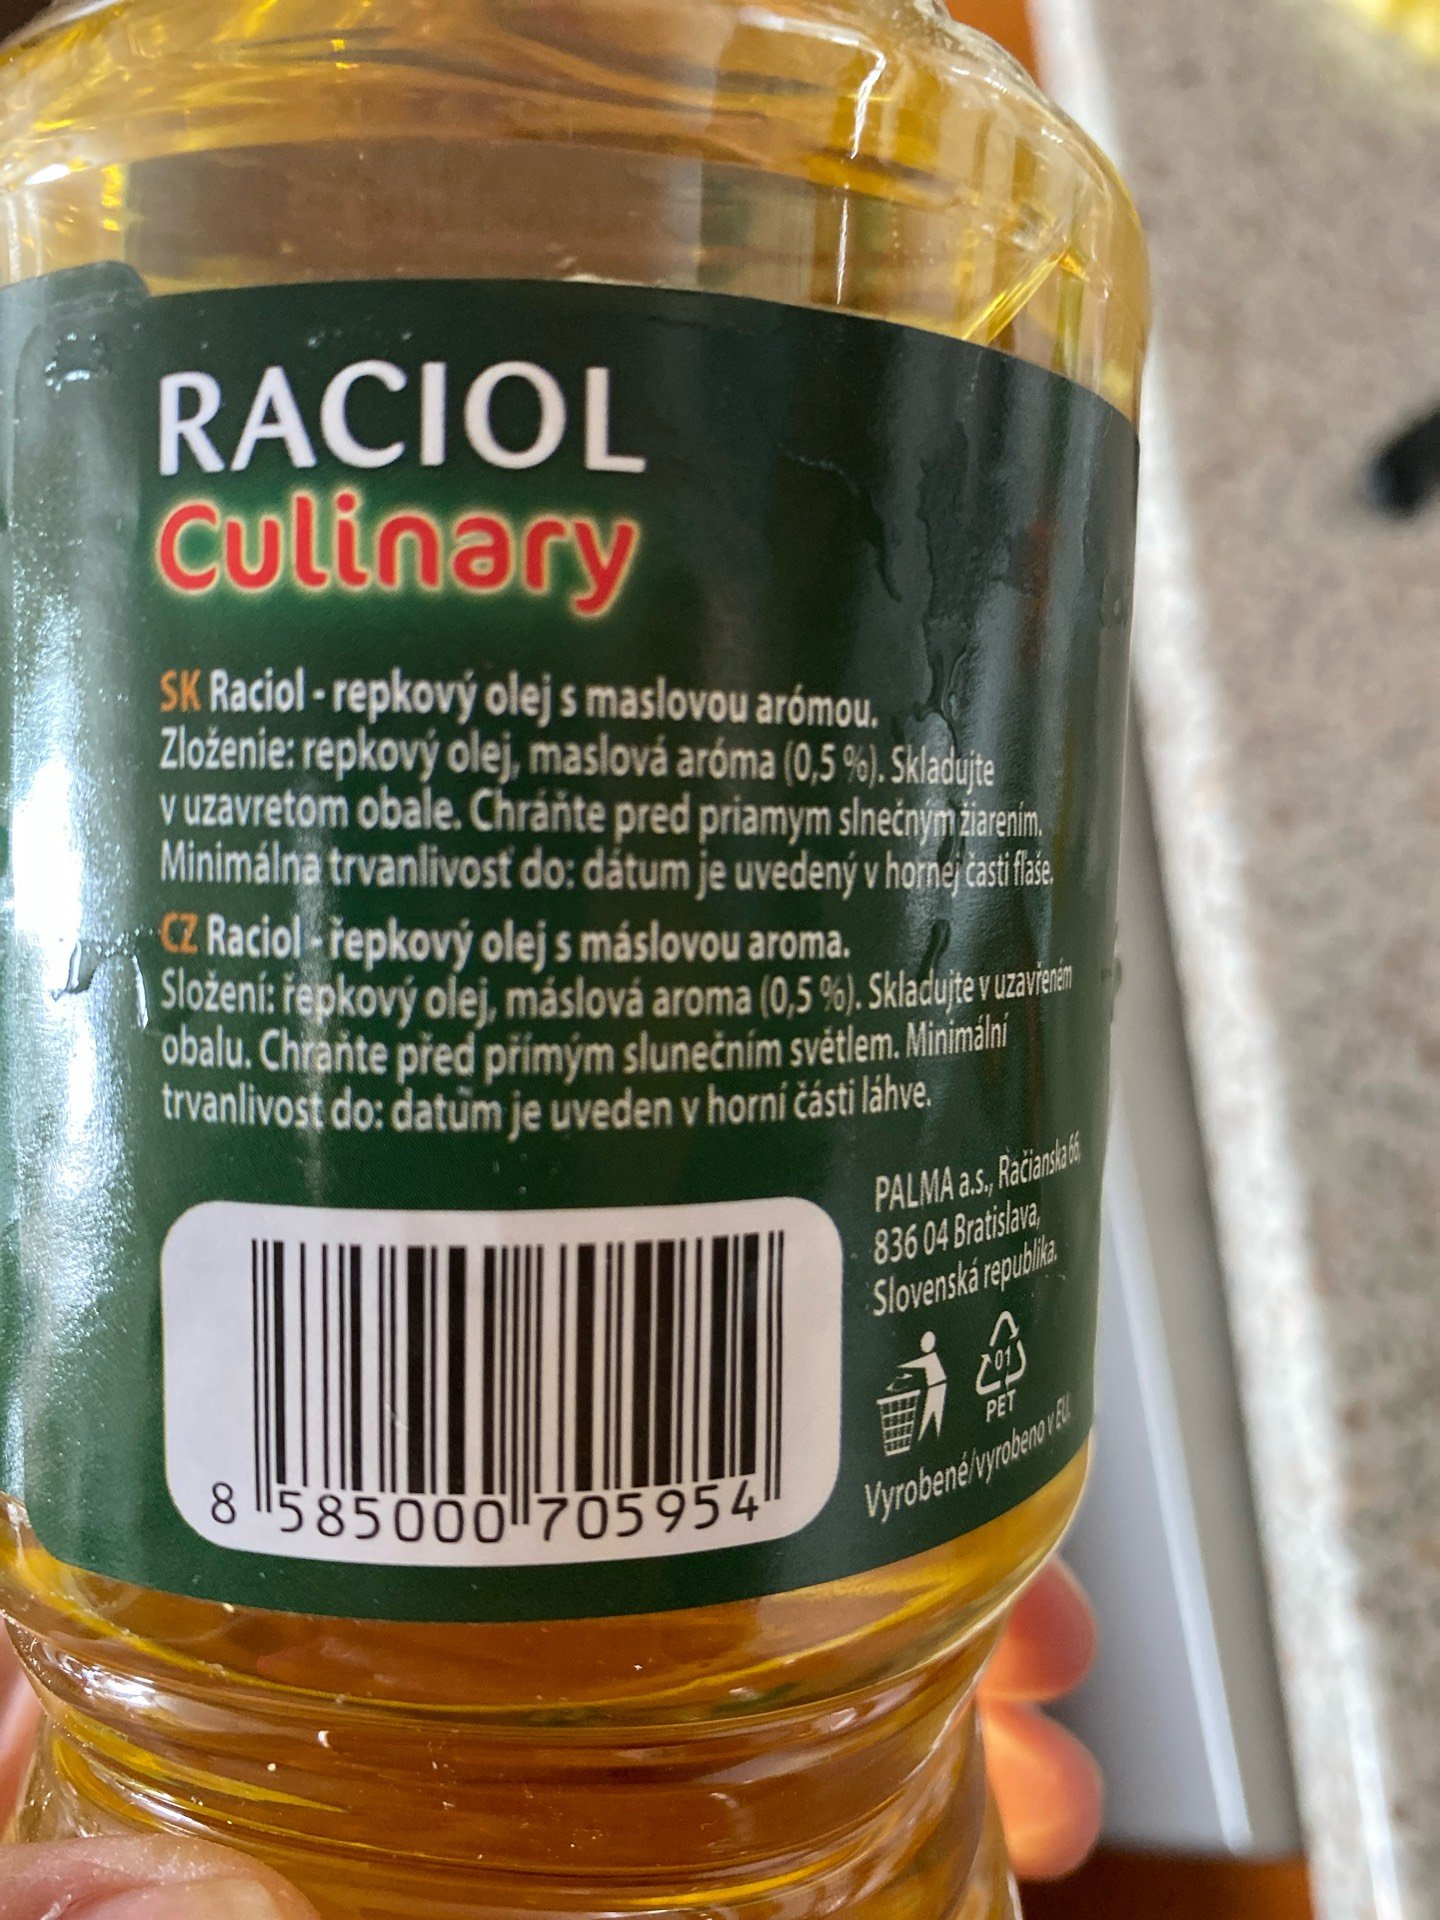 RACIOL
Culinary
SK Raciol - repkový olej s maslovou arómou.
Zloženie: repkový olej, maslová aróma (0,5 %). Skladujte
v uzavretom obale. Chráňte pred priamym slnečným žiarením.
Minimálna trvanlivosť do: dátum je uvedený v hornej časti fľaše.
CZ Raciol - řepkový olej s máslovou aroma.
Složení: řepkový olej, máslová aroma (0,5 %). Skladujte v uzavřeném
obalu. Chraňte před přímým slunečním světlem. Minimální
trvanlivost do: datum je uveden v horní části láhve.
PALMA a.s., Račianska 66,
836 04 Bratislava,
Slovenská republika.
01
PET
Vyrobené/vyrobeno v EU.
8 585000 705954